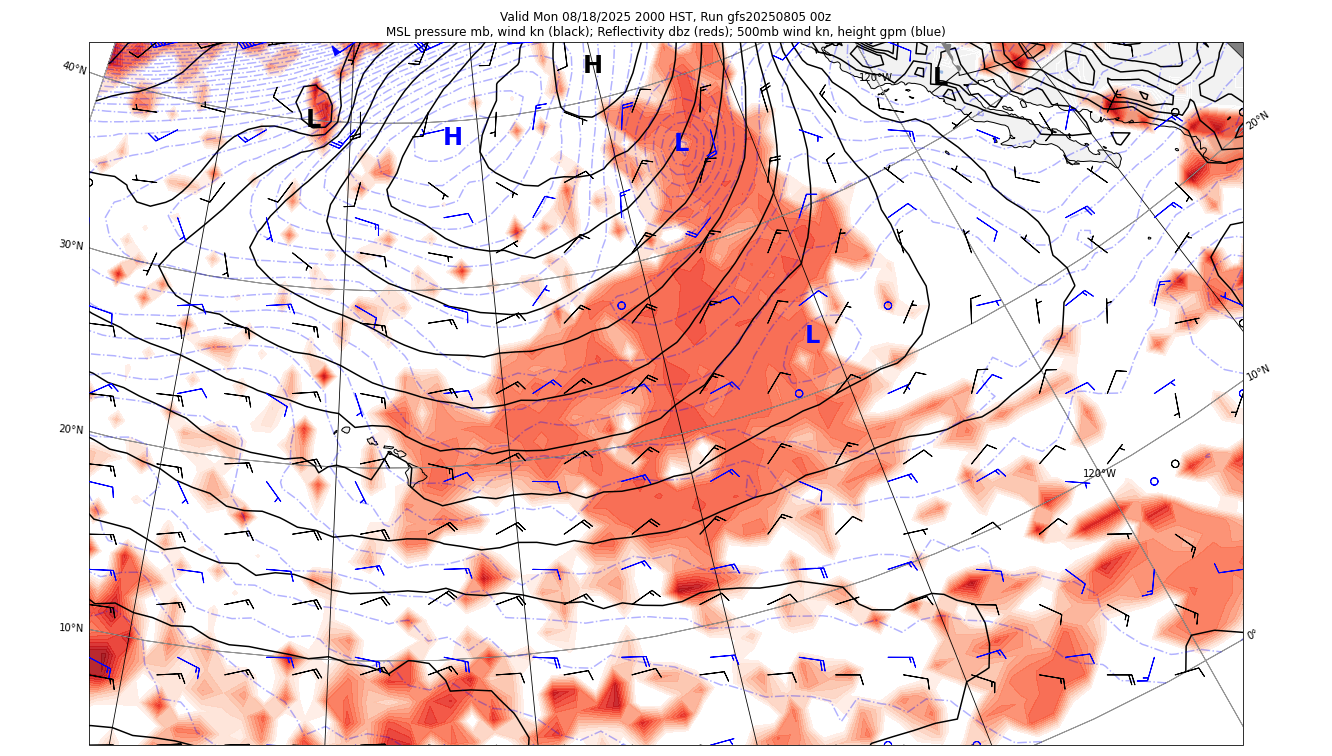 Valid Mon 08/18/2025 2000 HST, Run gfs20250805 00z
MSL pressure mb, wind kn (black); Reflectivity dbz (reds); 500mb wind kn, height gpm (blue)
40°N
H
L
120°W
L
H
L
20°N
30°N
L
10°N
20°N
120°W
10°N
0°